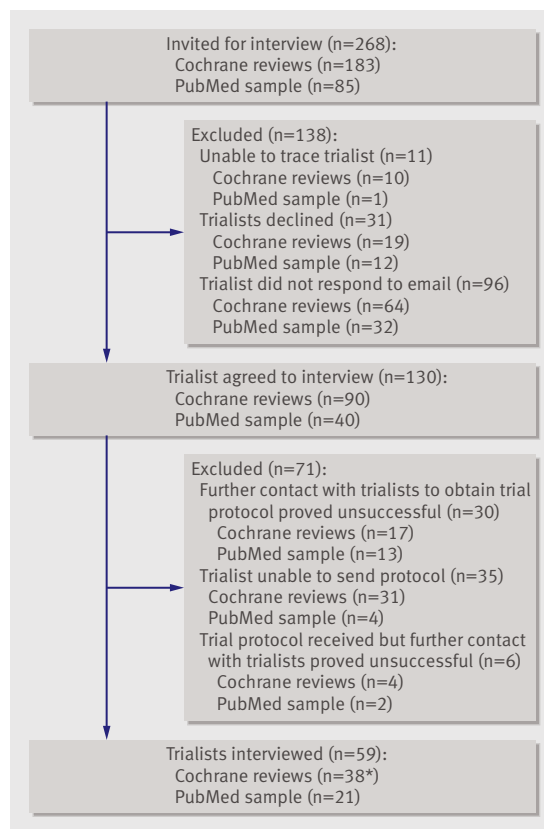 Invited for interview (n=268):
Cochrane reviews (n=183)
PubMed sample (n=85)
Excluded (n=138):
Unable to trace trialist (n=11)
Cochrane reviews (n=10)
PubMed sample (n=1)
Trialists declined (n=31)
Cochrane reviews (n=19)
PubMed sample (n=12)
Trialist did not respond to email (n=96)
Cochrane reviews (n=64)
PubMed sample (n=32)
Trialist agreed to interview (n=130):
Cochrane reviews (n=90)
PubMed sample (n=40)
Excluded (n=71):
Further contact with trialists to obtain trial
protocol proved unsuccessful (n=30)
Cochrane reviews (n=17)
PubMed sample (n=13)
Trialist unable to send protocol (n=35)
Cochrane reviews (n=31)
PubMed sample (n=4)
Trial protocol received but further contact
with trialists proved unsuccessful (n=6)
Cochrane reviews (n=4)
PubMed sample (n=2)
Trialists interviewed (n=59):
Cochrane reviews (n=38*)
PubMed sample (n=21)